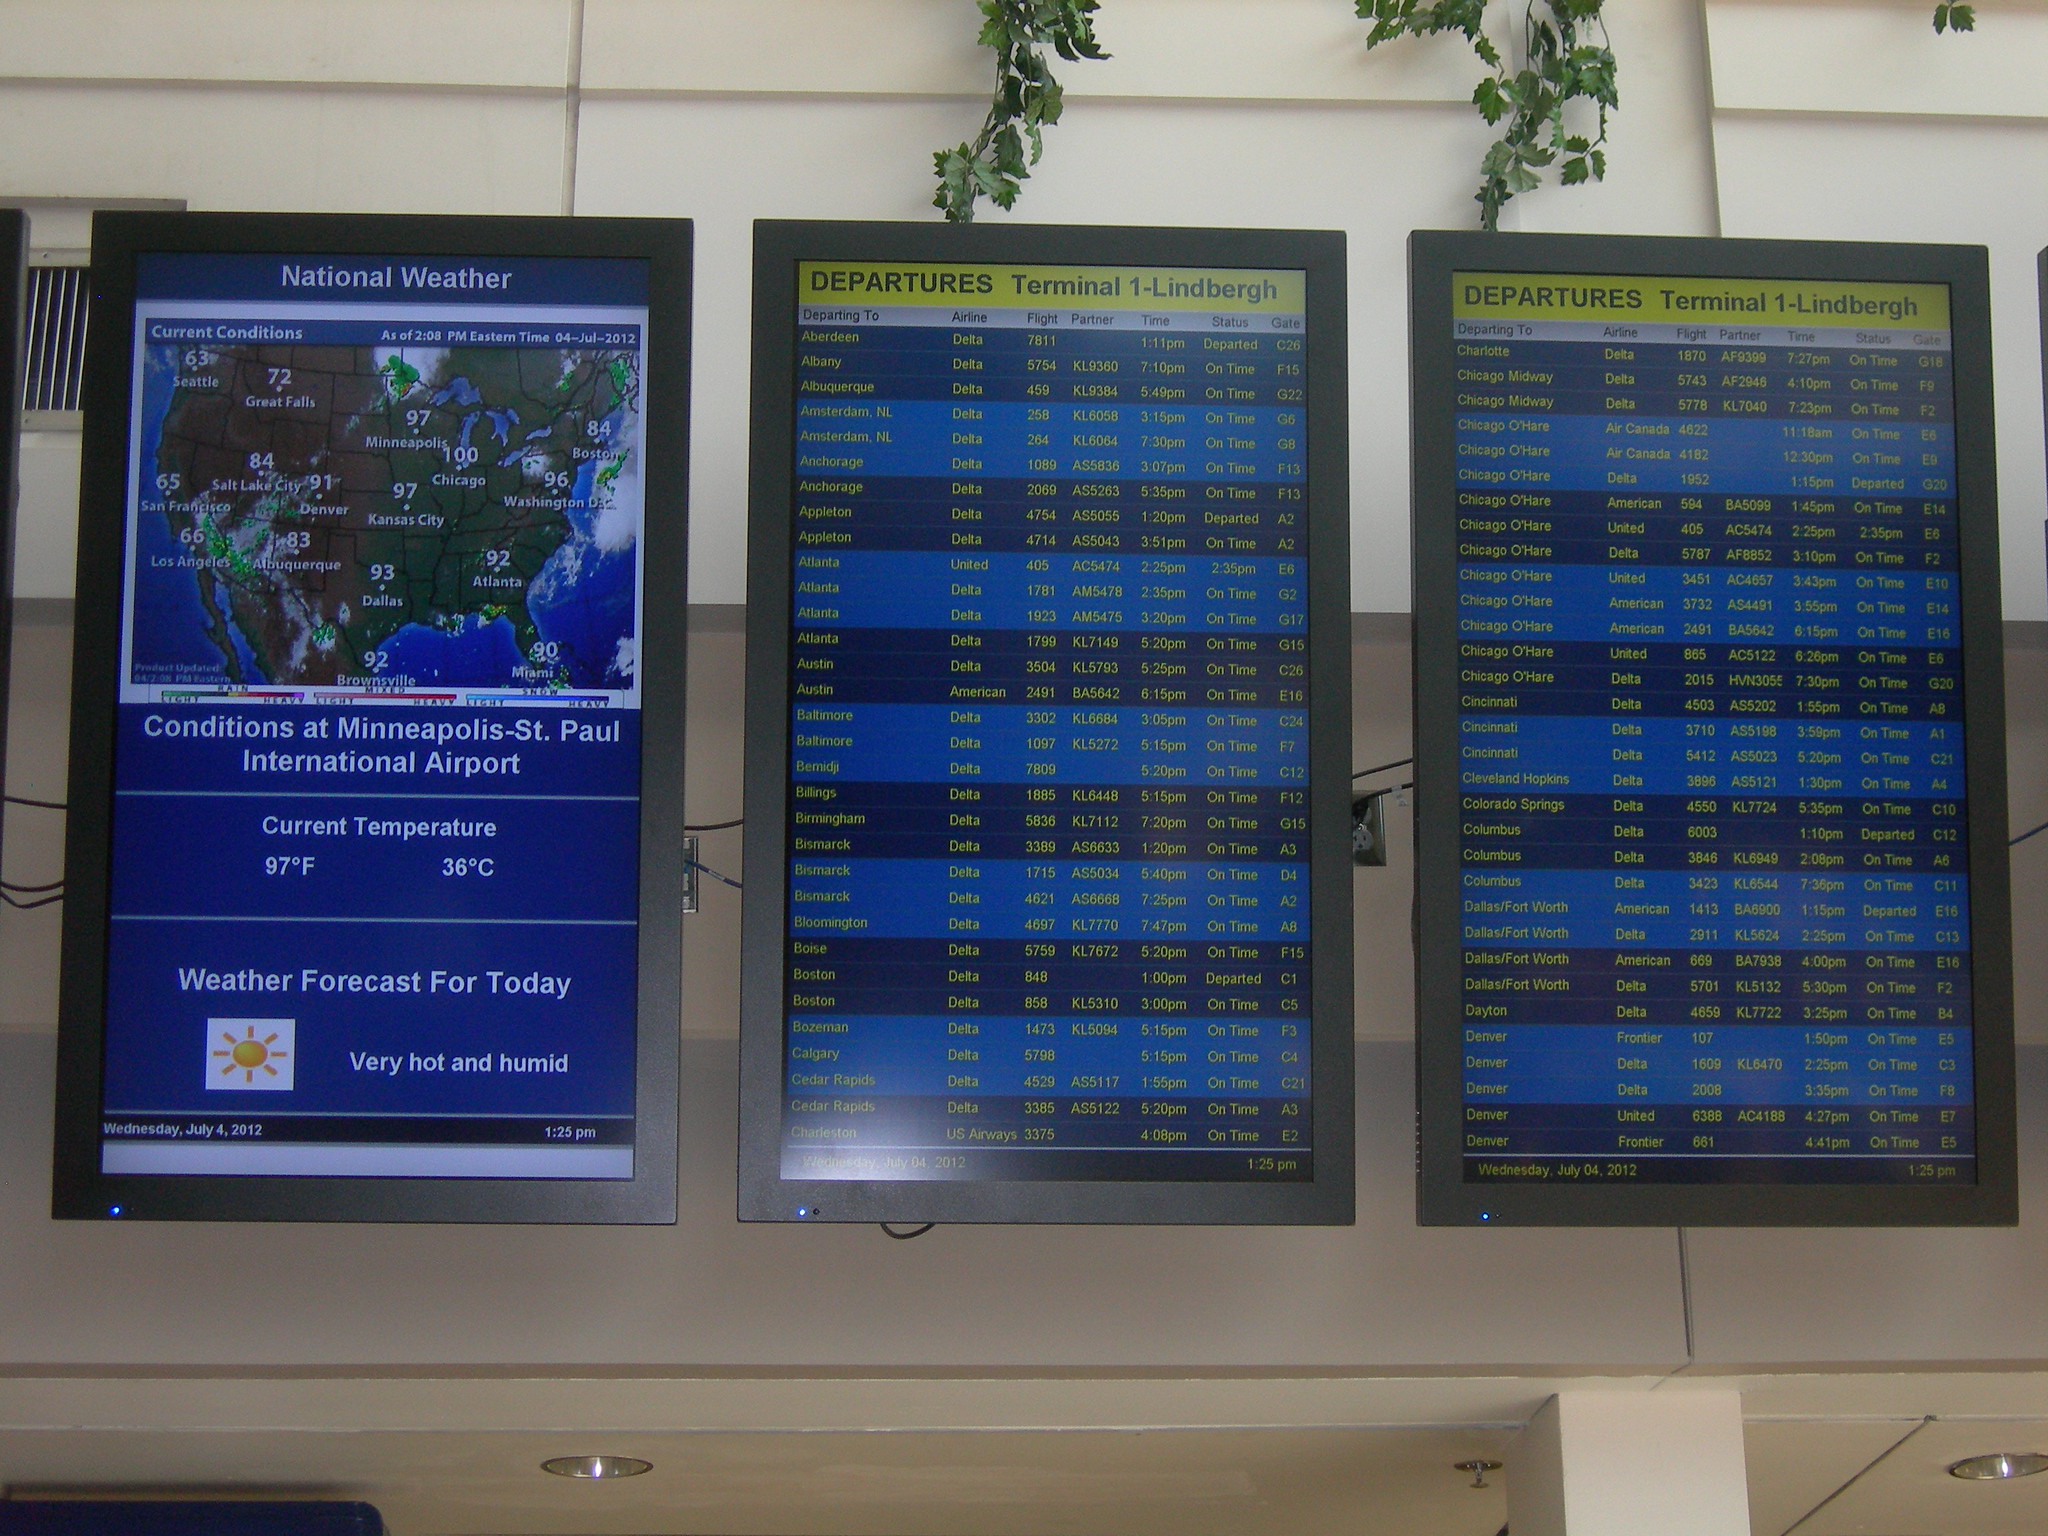 National Weather
Current Conditions As of 2:08 PM Eastern Time 04-Jul-2012
63
Seattle
72
Great Falls
97
Minneapolis
84
Boston
100
Chicago
84
Salt Lake City
91
Denver
96
Washington D.C.
65
San Francisco
97
Kansas City
66
Los Angeles
83
Albuquerque
92
Atlanta
93
Dallas
92
Brownsville
90
Miami
Product Updated:
04/2:08 PM Eastern
RAIN MIXED SNOW
LIGHT HEAVY LIGHT HEAVY LIGHT HEAVY
Conditions at Minneapolis-St. Paul
International Airport
Current Temperature
97°F 36°C
Weather Forecast For Today
Very hot and humid
Wednesday, July 4, 2012 1:25 pm
DEPARTURES Terminal 1-Lindbergh
Departing To Airline Flight Partner Time Status Gate
Aberdeen Delta 7811 1:11pm Departed C26
Albany Delta 5754 KL9360 7:10pm On Time F15
Albuquerque Delta 459 KL9384 5:49pm On Time G22
Amsterdam, NL Delta 258 KL6058 3:15pm On Time G6
Amsterdam, NL Delta 264 KL6064 7:30pm On Time G8
Anchorage Delta 1089 AS5836 3:07pm On Time F13
Anchorage Delta 2069 AS5263 5:35pm On Time F13
Appleton Delta 4754 AS5055 1:20pm Departed A2
Appleton Delta 4714 AS5043 3:51pm On Time A2
Atlanta United 405 AC5474 2:25pm 2:35pm E6
Atlanta Delta 1781 AM5478 2:35pm On Time G2
Atlanta Delta 1923 AM5475 3:20pm On Time G17
Atlanta Delta 1799 KL7149 5:20pm On Time G15
Austin Delta 3504 KL5793 5:25pm On Time C26
Austin American 2491 BA5642 6:15pm On Time E16
Baltimore Delta 3302 KL6684 3:05pm On Time C24
Baltimore Delta 1097 KL5272 5:15pm On Time F7
Bemidji Delta 7809 5:20pm On Time C12
Billings Delta 1885 KL6448 5:15pm On Time F12
Birmingham Delta 5836 KL7112 7:20pm On Time G15
Bismarck Delta 3389 AS6633 1:20pm On Time A3
Bismarck Delta 1715 AS5034 5:40pm On Time D4
Bismarck Delta 4621 AS6668 7:25pm On Time A2
Bloomington Delta 4697 KL7770 7:47pm On Time A8
Boise Delta 5759 KL7672 5:20pm On Time F15
Boston Delta 848 1:00pm Departed C1
Boston Delta 858 KL5310 3:00pm On Time C5
Bozeman Delta 1473 KL5094 5:15pm On Time F3
Calgary Delta 5798 5:15pm On Time C4
Cedar Rapids Delta 4529 AS5117 1:55pm On Time C21
Cedar Rapids Delta 3385 AS5122 5:20pm On Time A3
Charleston US Airways 3375 4:08pm On Time E2
Wednesday, July 04, 2012 1:25 pm
DEPARTURES Terminal 1-Lindbergh
Departing To Airline Flight Partner Time Status Gate
Charlotte Delta 1870 AF9399 7:27pm On Time G18
Chicago Midway Delta 5743 AF2946 4:10pm On Time F9
Chicago Midway Delta 5778 KL7040 7:23pm On Time F2
Chicago O'Hare Air Canada 4622 11:18am On Time E6
Chicago O'Hare Air Canada 4182 12:30pm On Time E9
Chicago O'Hare Delta 1952 1:15pm Departed G20
Chicago O'Hare American 594 BA5099 1:45pm On Time E14
Chicago O'Hare United 405 AC5474 2:25pm 2:35pm E6
Chicago O'Hare Delta 5787 AF8852 3:10pm On Time F2
Chicago O'Hare United 3451 AC4657 3:43pm On Time E10
Chicago O'Hare American 3732 AS4491 3:55pm On Time E14
Chicago O'Hare American 2491 BA5642 6:15pm On Time E16
Chicago O'Hare United 865 AC5122 6:26pm On Time E6
Chicago O'Hare Delta 2015 HVN3055 7:30pm On Time G20
Cincinnati Delta 4503 AS5202 1:55pm On Time A8
Cincinnati Delta 3710 AS5198 3:59pm On Time A1
Cincinnati Delta 5412 AS5023 5:20pm On Time C21
Cleveland Hopkins Delta 3896 AS5121 1:30pm On Time A4
Colorado Springs Delta 4550 KL7724 5:35pm On Time C10
Columbus Delta 6003 1:10pm Departed C12
Columbus Delta 3846 KL6949 2:08pm On Time A6
Columbus Delta 3423 KL6544 7:36pm On Time C11
Dallas/Fort Worth American 1413 BA6900 1:15pm Departed E16
Dallas/Fort Worth Delta 2911 KL5624 2:25pm On Time C13
Dallas/Fort Worth American 669 BA7938 4:00pm On Time E16
Dallas/Fort Worth Delta 5701 KL5132 5:30pm On Time F2
Dayton Delta 4659 KL7722 3:25pm On Time B4
Denver Frontier 107 1:50pm On Time E5
Denver Delta 1609 KL6470 2:25pm On Time C3
Denver Delta 2008 3:35pm On Time F8
Denver United 6388 AC4188 4:27pm On Time E7
Denver Frontier 661 4:41pm On Time E5
Wednesday, July 04, 2012 1:25 pm